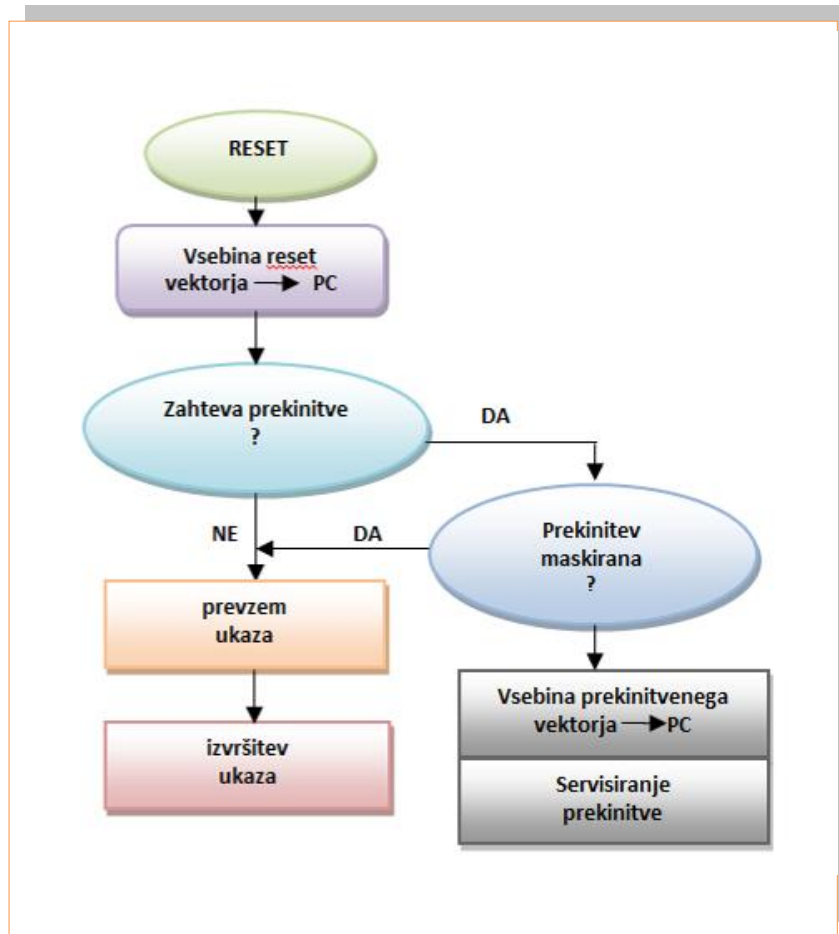 RESET
Vsebina reset
vektorja → PC
Zahteva prekinitve
?
DA
NE
DA
Prekinitev
maskirana
?
prevzem
ukaza
Vsebina prekinitvenega
vektorja → PC
izvršitev
ukaza
Servisiranje
prekinitve